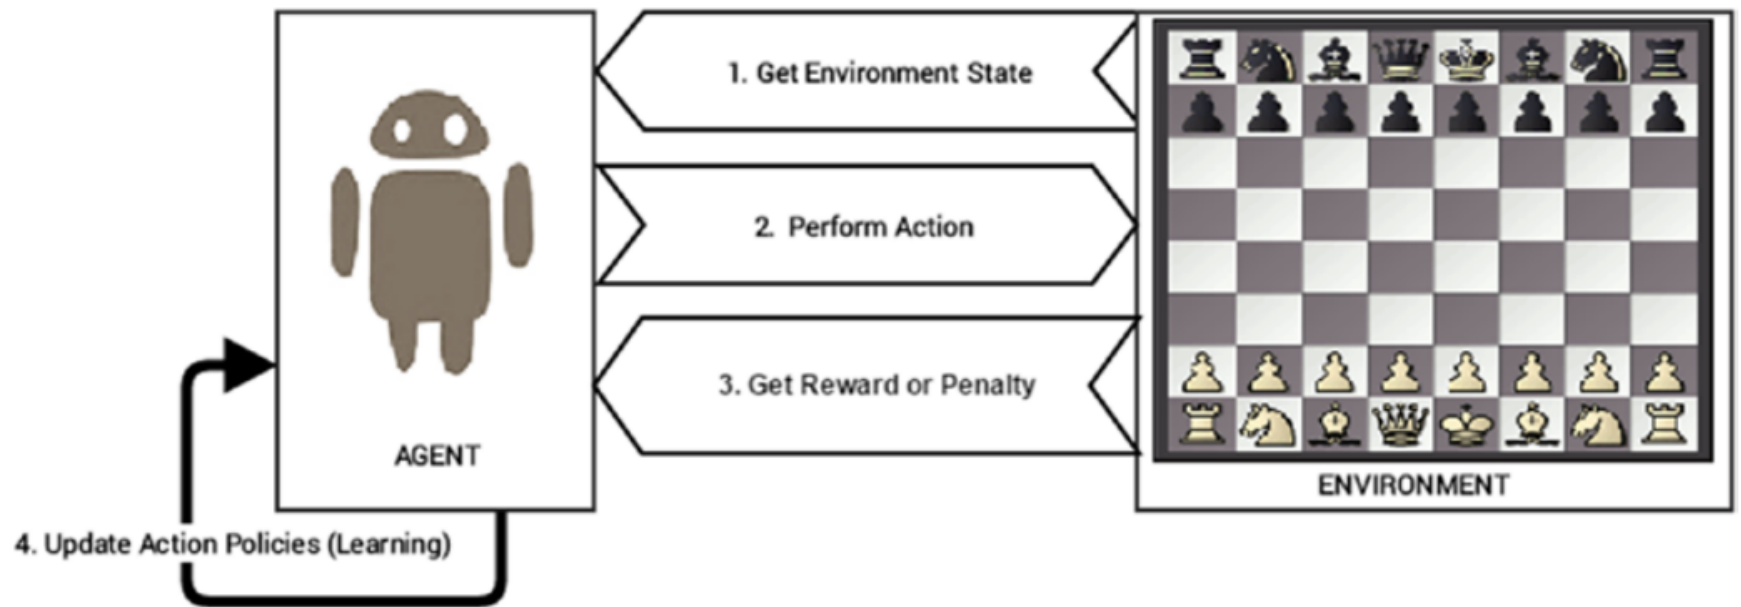 1. Get Environment State
2. Perform Action
3. Get Reward or Penalty
AGENT
ENVIRONMENT
4. Update Action Policies (Learning)